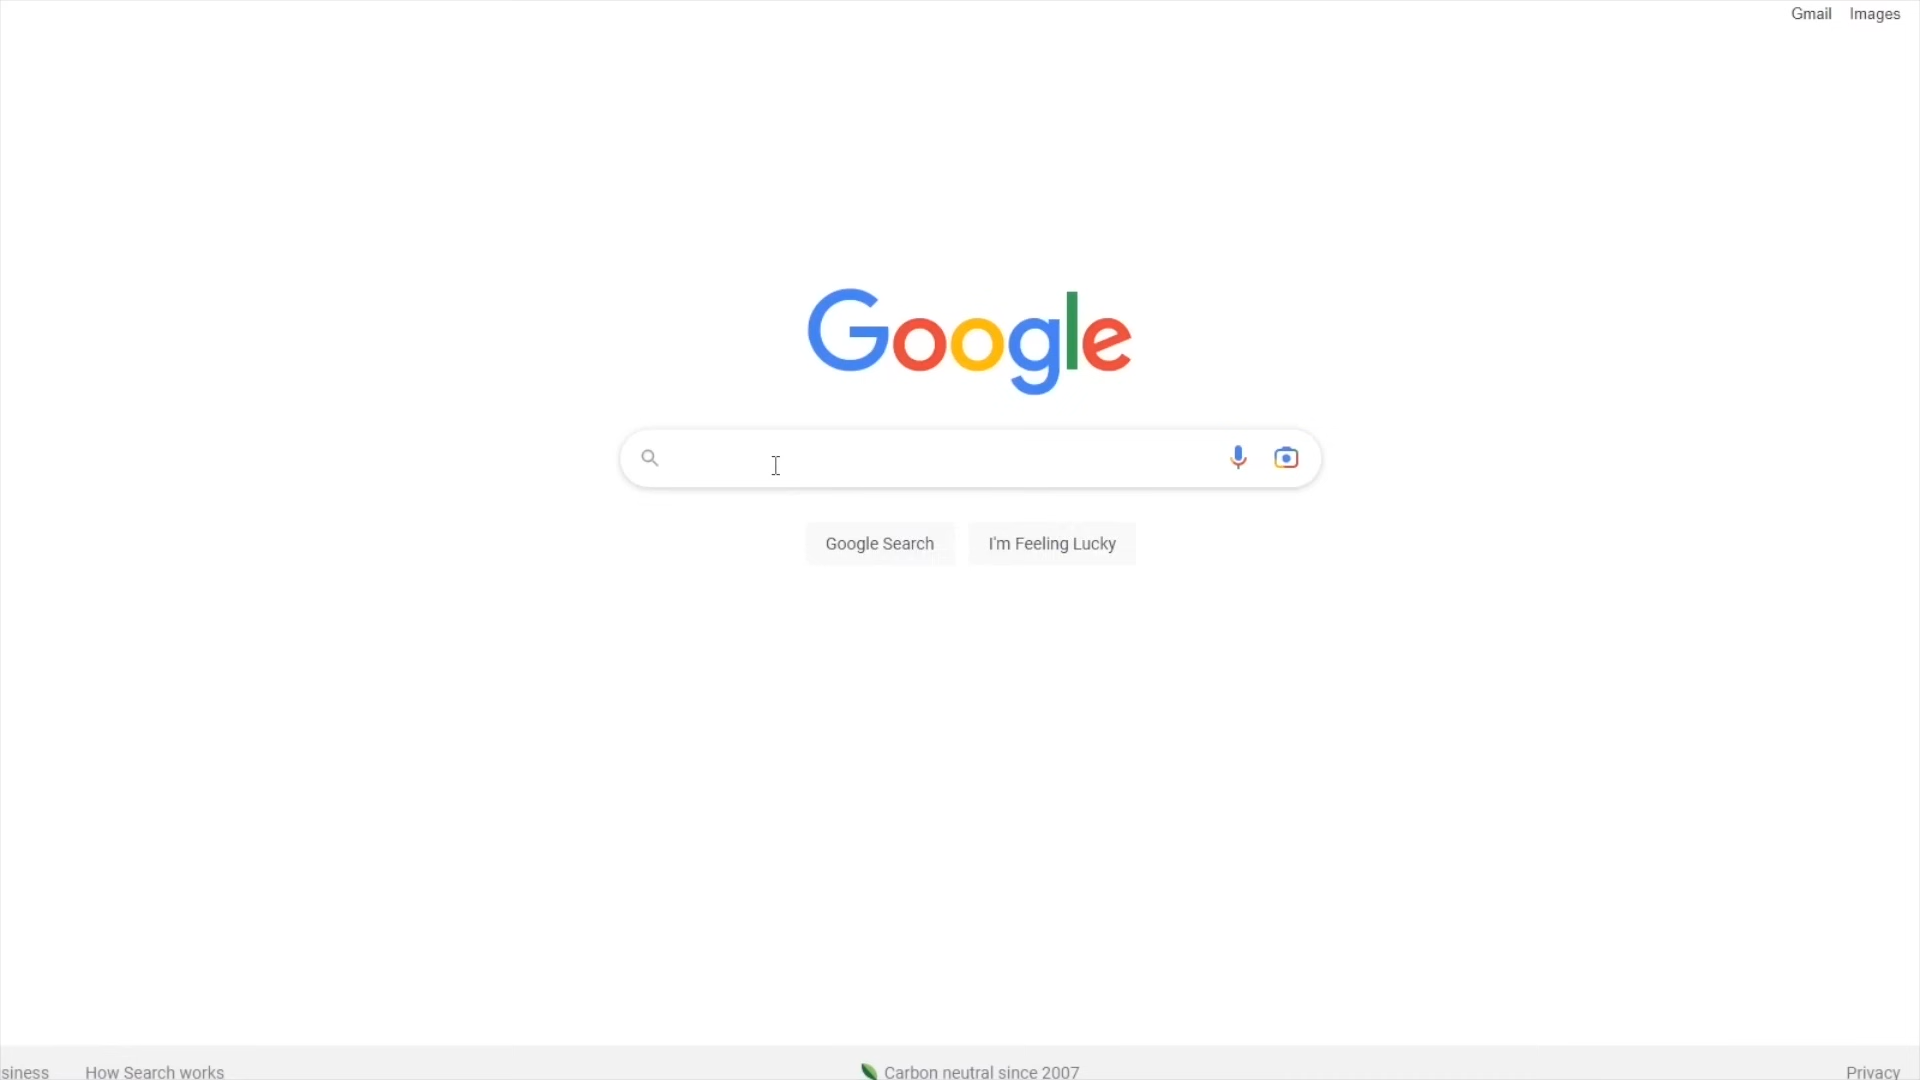 Gmail Images
Google
Google Search I'm Feeling Lucky
siness How Search works Carbon neutral since 2007 Privacy